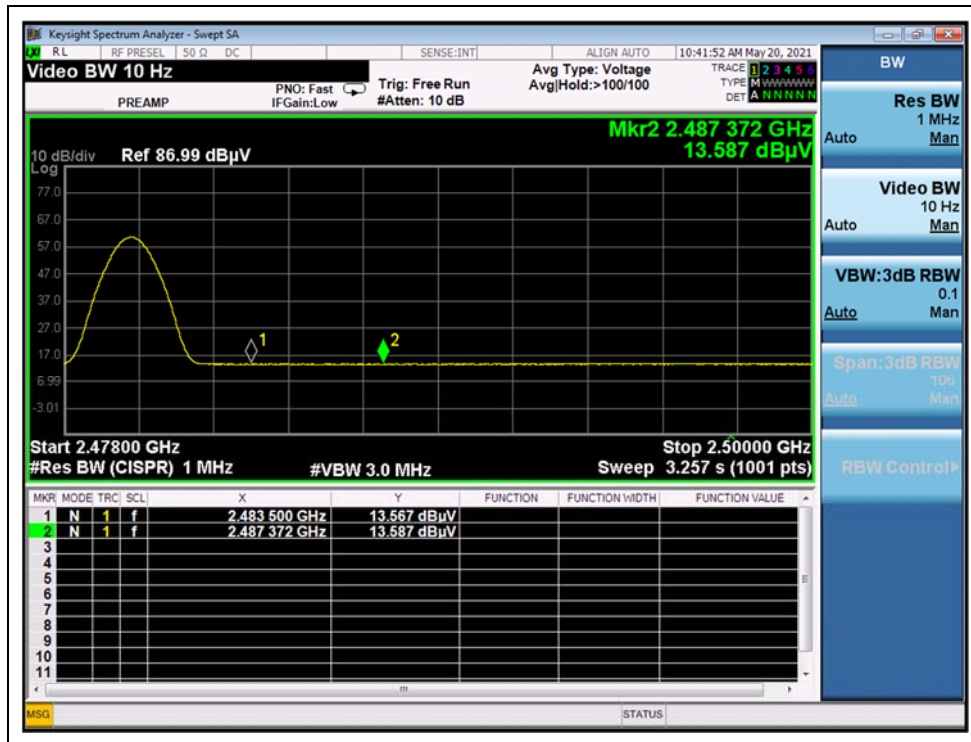 Keysight Spectrum Analyzer - Swept SA
LXI RL RF PRESEL 50 Ω DC SENSE:INT ALIGN AUTO 10:41:52 AM May 20, 2021
Video BW 10 Hz
PREAMP
PNO: Fast
IFGain:Low
Trig: Free Run
#Atten: 10 dB
Avg Type: Voltage
Avg|Hold:>100/100
TRACE 1 2 3 4 5 6
TYPE M W W W W W
DET A N N N N N
Mkr2 2.487 372 GHz
13.587 dBµV
10 dB/div Ref 86.99 dBµV
Log
77.0
67.0
57.0
47.0
37.0
27.0
17.0
6.99
-3.01
1
2
Start 2.47800 GHz Stop 2.50000 GHz
#Res BW (CISPR) 1 MHz #VBW 3.0 MHz Sweep 3.257 s (1001 pts)
MKR MODE TRC SCL X Y FUNCTION FUNCTION WIDTH FUNCTION VALUE
1 N 1 f 2.483 500 GHz 13.567 dBµV
2 N 1 f 2.487 372 GHz 13.587 dBµV
3
4
5
6
7
8
9
10
11
MSG STATUS
BW
Res BW
1 MHz
Auto Man
Video BW
10 Hz
Auto Man
VBW:3dB RBW
0.1
Auto Man
Span:3dB RBW
106
Auto Man
RBW Control